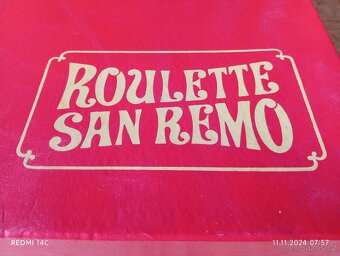 ROULETTE
SAN REMO
REDMI 14C
11.11.2024 07:57